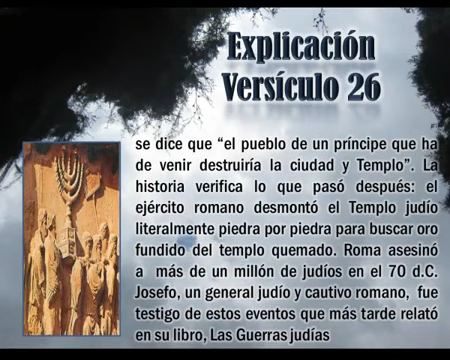 Explicación
Versículo 26
se dice que “el pueblo de un príncipe que ha
de venir destruiría la ciudad y Templo”. La
historia verifica lo que pasó después: el
ejército romano desmontó el Templo judío
literalmente piedra por piedra para buscar oro
fundido del templo quemado. Roma asesinó
a más de un millón de judíos en el 70 d.C.
Josefo, un general judío y cautivo romano, fue
testigo de estos eventos que más tarde relató
en su libro, Las Guerras judías